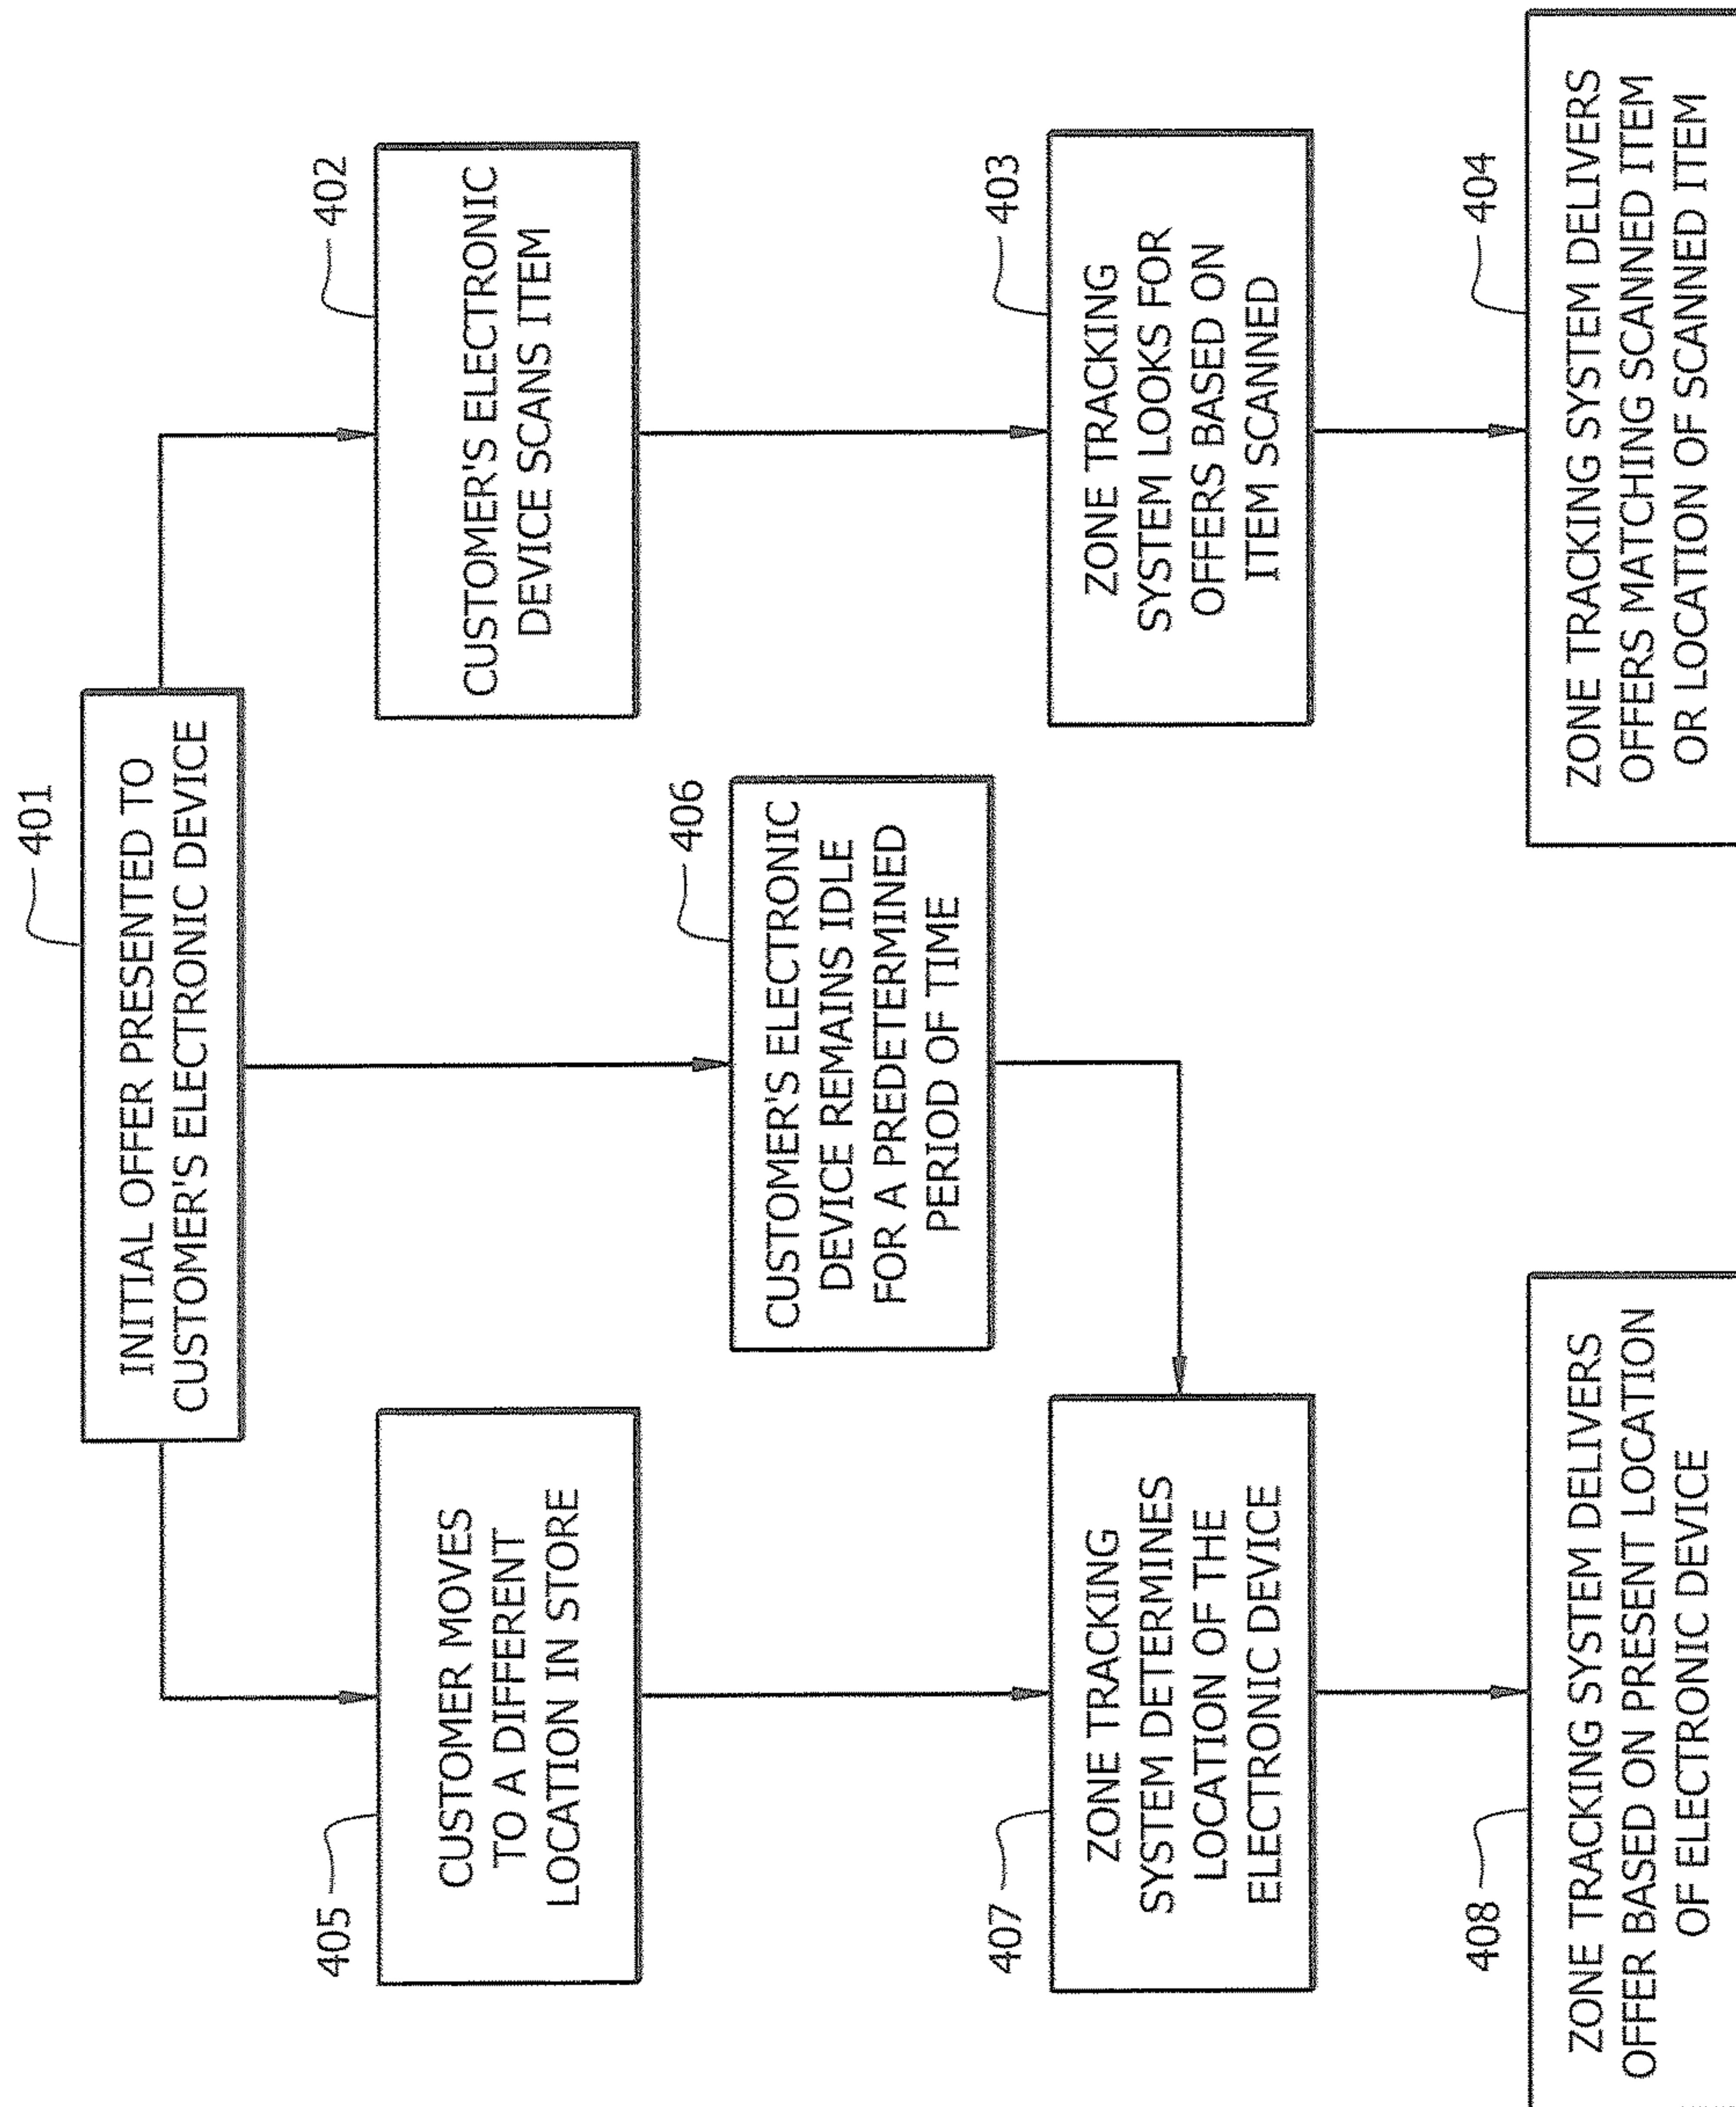 401
INITIAL OFFER PRESENTED TO
CUSTOMER'S ELECTRONIC DEVICE
405
CUSTOMER MOVES
TO A DIFFERENT
LOCATION IN STORE
402
CUSTOMER'S ELECTRONIC
DEVICE SCANS ITEM
406
CUSTOMER'S ELECTRONIC
DEVICE REMAINS IDLE
FOR A PREDETERMINED
PERIOD OF TIME
407
ZONE TRACKING
SYSTEM DETERMINES
LOCATION OF THE
ELECTRONIC DEVICE
403
ZONE TRACKING
SYSTEM LOOKS FOR
OFFERS BASED ON
ITEM SCANNED
408
ZONE TRACKING SYSTEM DELIVERS
OFFER BASED ON PRESENT LOCATION
OF ELECTRONIC DEVICE
404
ZONE TRACKING SYSTEM DELIVERS
OFFERS MATCHING SCANNED ITEM
OR LOCATION OF SCANNED ITEM